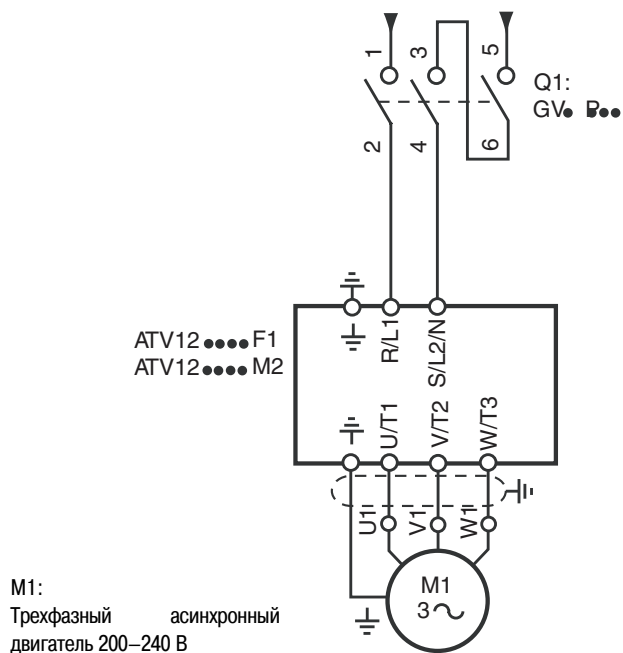 1
3
5
Q1:
GV● P●●
2
4
6
ATV12●●●●F1
ATV12●●●●M2
R/L1
S/L2/N
U/T1
V/T2
W/T3
U1
V1
W1
M1
3
M1:
Трехфазный асинхронный
двигатель 200–240 В